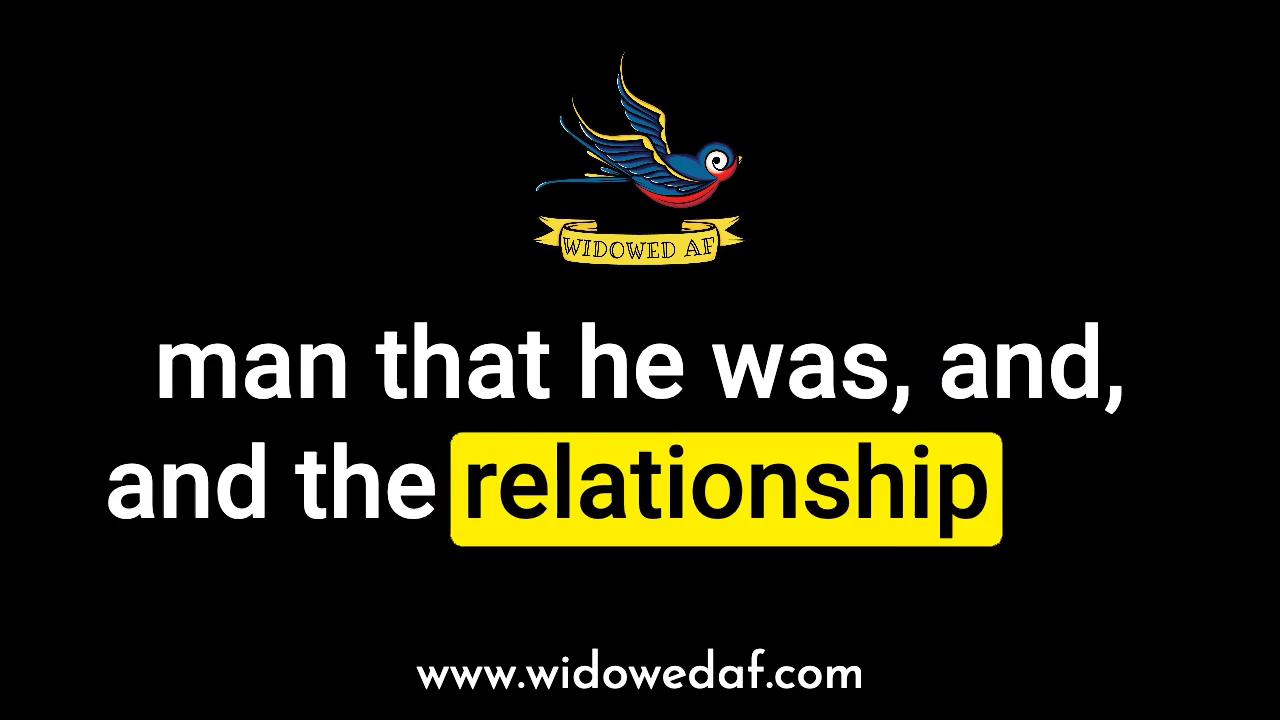 WIDOWED AF
man that he was, and,
and the relationship
www.widowedaf.com